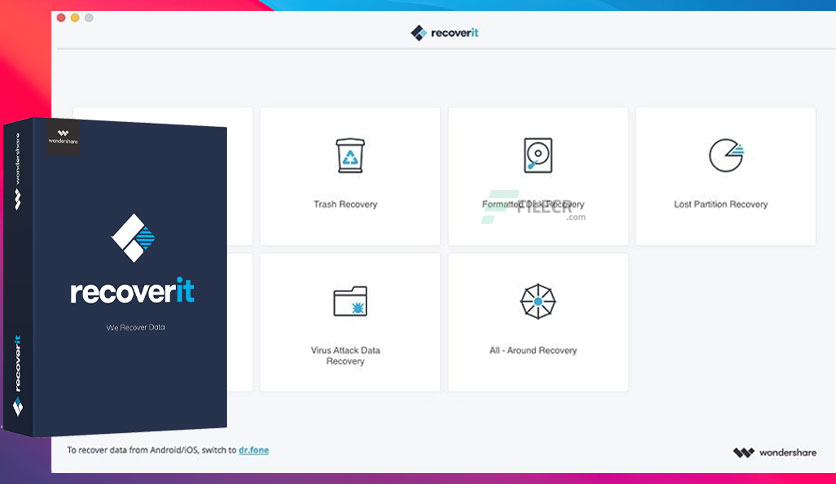 recoverit
wondershare
wondershare
recoverit
We Recover Data
recoverit
Trash Recovery
Formatted Disk Recovery
FILECR
.com
Lost Partition Recovery
Virus Attack Data
Recovery
All - Around Recovery
To recover data from Android/iOS, switch to dr.fone
wondershare